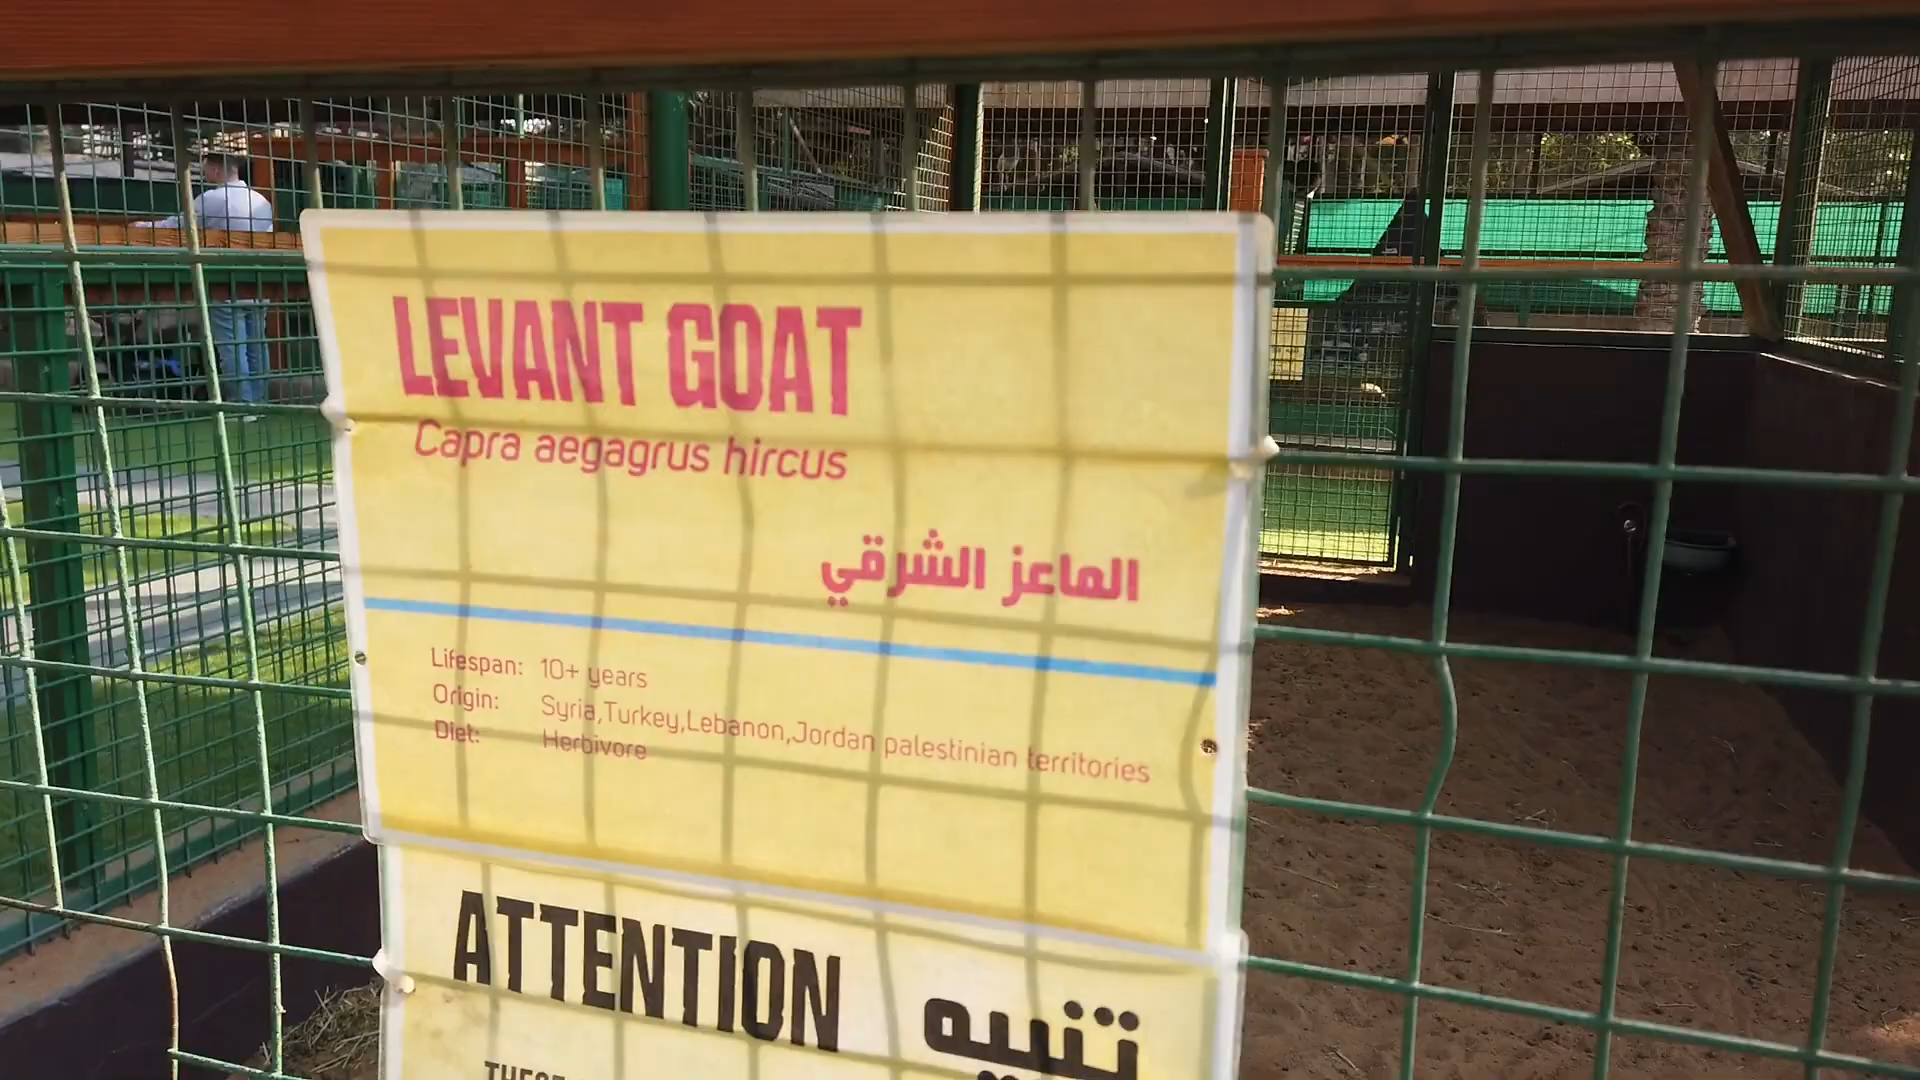 LEVANT GOAT
Capra aegagrus hircus
الماعز الشرقي
Lifespan: 10+ years
Origin: Syria,Turkey,Lebanon,Jordan palestinian territories
Diet: Herbivore
ATTENTION تنبيه